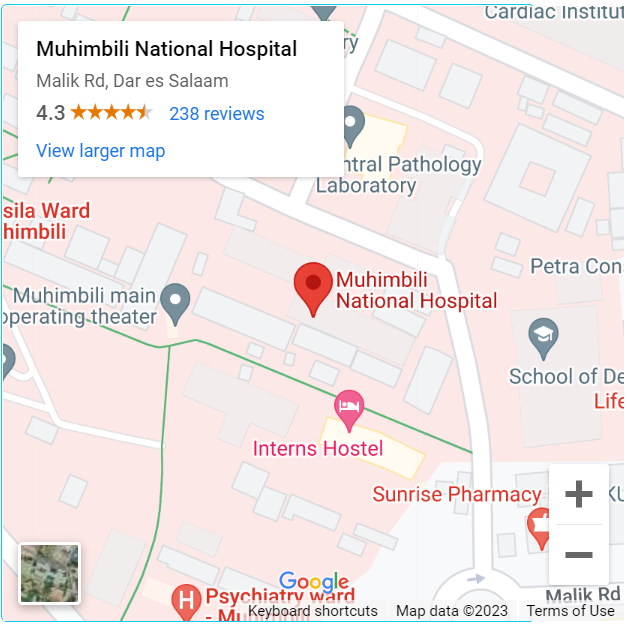 Cardiac Institut
Muhimbili National Hospital
ry
Malik Rd, Dar es Salaam
4.3
238 reviews
View larger map
ntral Pathology
Laboratory
sila Ward
himbili
Petra Cons
Muhimbili
National Hospital
Muhimbili main
operating theater
School of De
Life
Interns Hostel
Sunrise Pharmacy
KU
H
Google
Psychiatry ward
- Muhimbili
Malik Rd
Keyboard shortcuts
Map data ©2023
Terms of Use